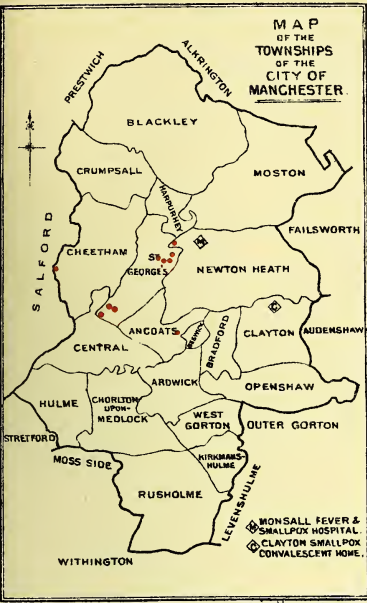 MAP
OF THE
TOWNSHIPS
OF THE
CITY OF
MANCHESTER.
PRESTWICH
ALKRINGTON
BLACKLEY
CRUMPSALL
MOSTON
HARPURHEY
FAILSWORTH
SALFORD
CHEETHAM
M
ST.
GEORGES
NEWTON HEATH
C
ANCOATS
BESWICK
BRADFORD
CLAYTON
AUDENSHAW
CENTRAL
ARDWICK
OPENSHAW
HULME
CHORLTON
UPON-
MEDLOCK
WEST
GORTON
OUTER GORTON
STRETFORD
MOSS SIDE
KIRKMANS-
HULME
RUSHOLME
LEVENSHULME
M MONSALL FEVER &
SMALLPOX HOSPITAL.
C CLAYTON SMALLPOX
CONVALESCENT HOME.
WITHINGTON